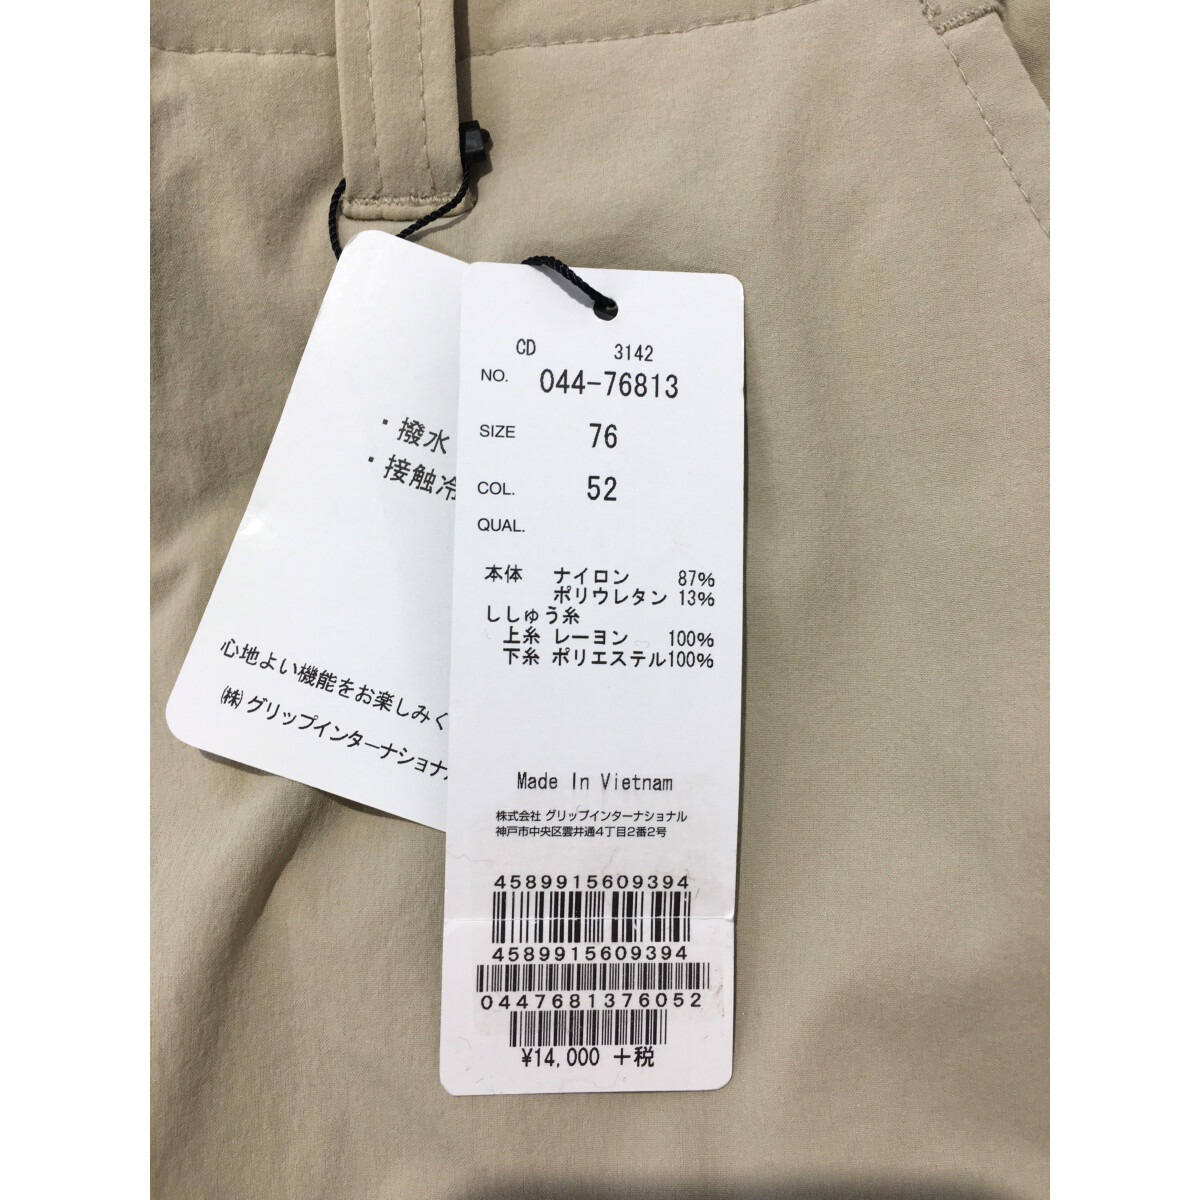 ・撥水
・接触冷
心地よい機能をお楽しみく
㈱グリップインターナショナル
CD 3142
NO. 044-76813
SIZE 76
COL. 52
QUAL.
本体 ナイロン 87%
ポリウレタン 13%
ししゅう糸
上糸 レーヨン 100%
下糸 ポリエステル100%
Made In Vietnam
株式会社 グリップインターナショナル
神戸市中央区雲井通4丁目2番2号
4589915609394
4589915609394
0447681376052
¥14,000 +税